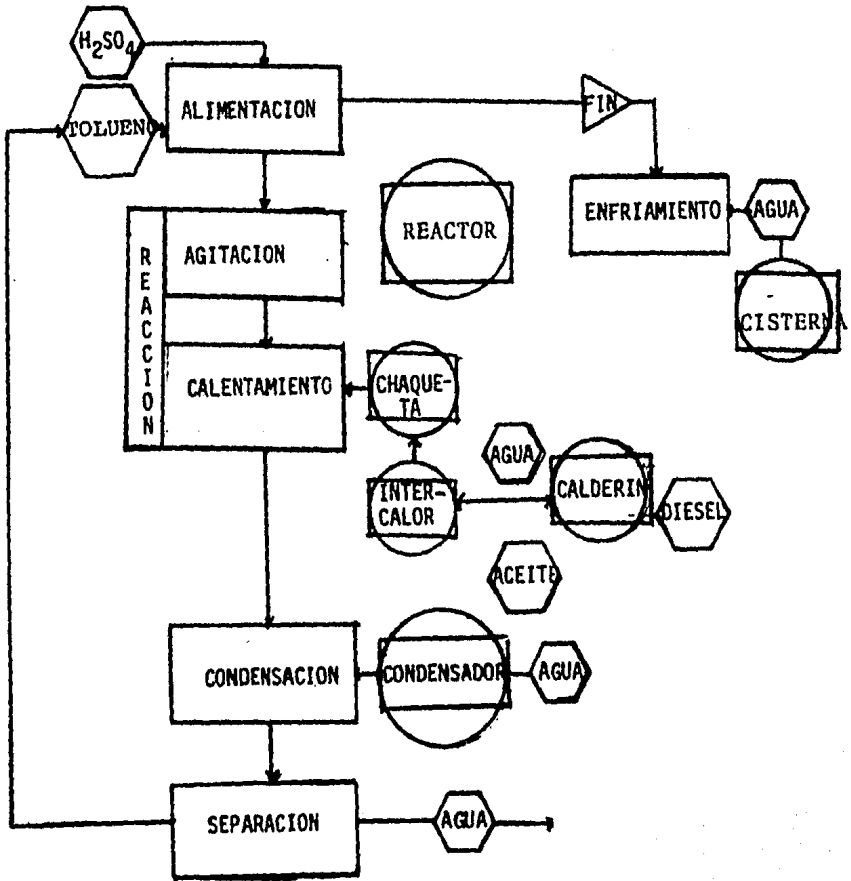 H2SO4
TOLUENO
ALIMENTACION
FIN
ENFRIAMIENTO
AGUA
CISTERNA
REACCION
AGITACION
REACTOR
CALENTAMIENTO
CHAQUE-
TA
AGUA
INTER-
CALOR
CALDERIN
DIESEL
ACEITE
CONDENSACION
CONDENSADOR
AGUA
SEPARACION
AGUA